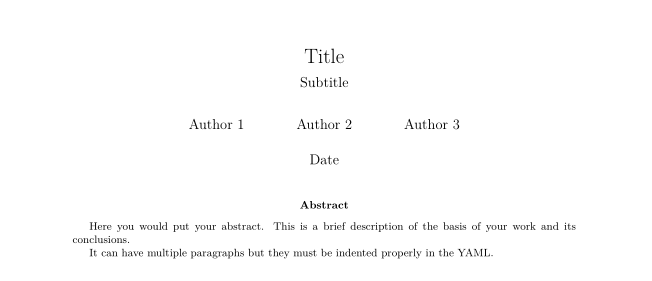 Title
Subtitle
Author 1 Author 2 Author 3
Date
Abstract
Here you would put your abstract. This is a brief description of the basis of your work and its
conclusions.
It can have multiple paragraphs but they must be indented properly in the YAML.